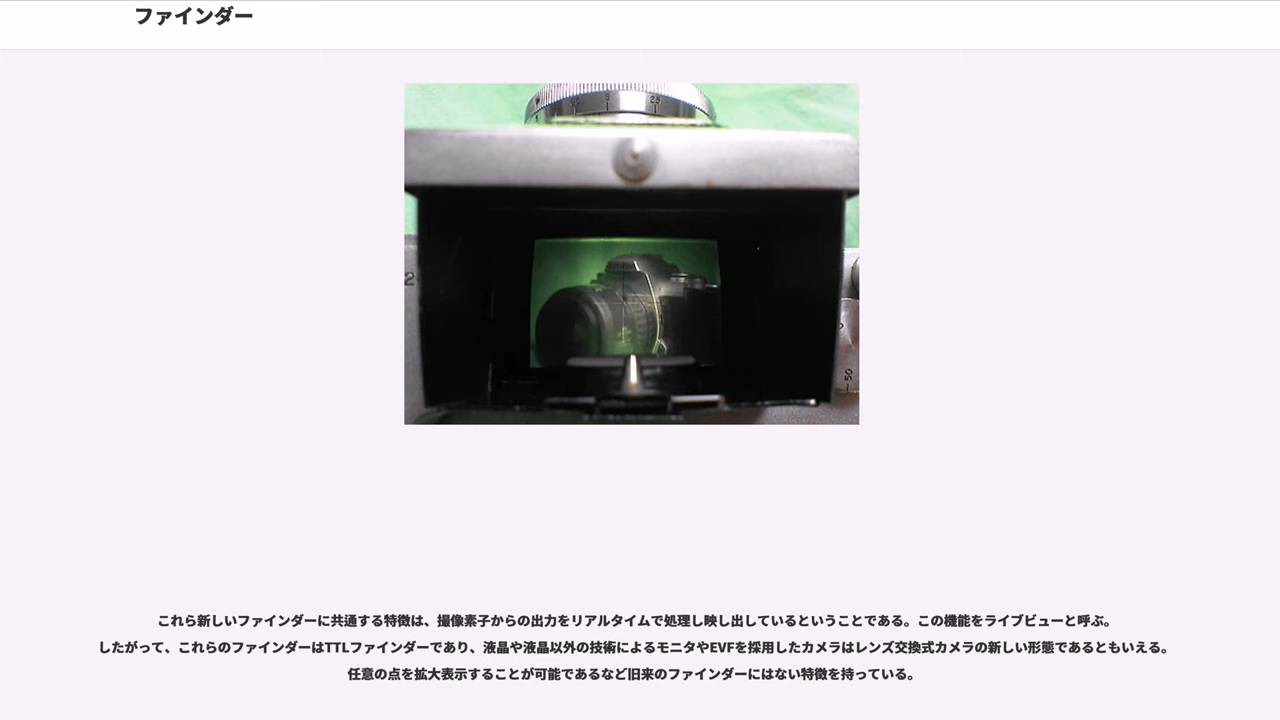 ファインダー
2
50
これら新しいファインダーに共通する特徴は、撮像素子からの出力をリアルタイムで処理し映し出しているということである。この機能をライブビューと呼ぶ。
したがって、これらのファインダーはTTLファインダーであり、液晶や液晶以外の技術によるモニタやEVFを採用したカメラはレンズ交換式カメラの新しい形態であるともいえる。
任意の点を拡大表示することが可能であるなど旧来のファインダーにはない特徴を持っている。